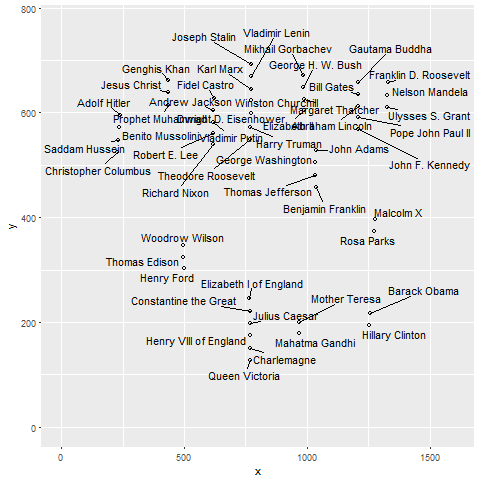 800
600
400
200
0
y
0
500
1000
1500
x
Vladimir Lenin
Joseph Stalin
Mikhail Gorbachev
Gautama Buddha
Genghis Khan
Karl Marx
George H. W. Bush
Franklin D. Roosevelt
Jesus Christ
Fidel Castro
Bill Gates
Nelson Mandela
Adolf Hitler
Andrew Jackson
Winston Churchill
Margaret Thatcher
Ulysses S. Grant
Prophet Muhammad
Dwight D. Eisenhower
Elizabeth II
Abraham Lincoln
Pope John Paul II
Benito Mussolini
Vladimir Putin
Harry Truman
Saddam Hussein
John Adams
Robert E. Lee
George Washington
John F. Kennedy
Christopher Columbus
Theodore Roosevelt
Richard Nixon
Thomas Jefferson
Benjamin Franklin
Malcolm X
Woodrow Wilson
Rosa Parks
Thomas Edison
Henry Ford
Elizabeth I of England
Barack Obama
Constantine the Great
Mother Teresa
Julius Caesar
Hillary Clinton
Henry VIII of England
Mahatma Gandhi
Charlemagne
Queen Victoria